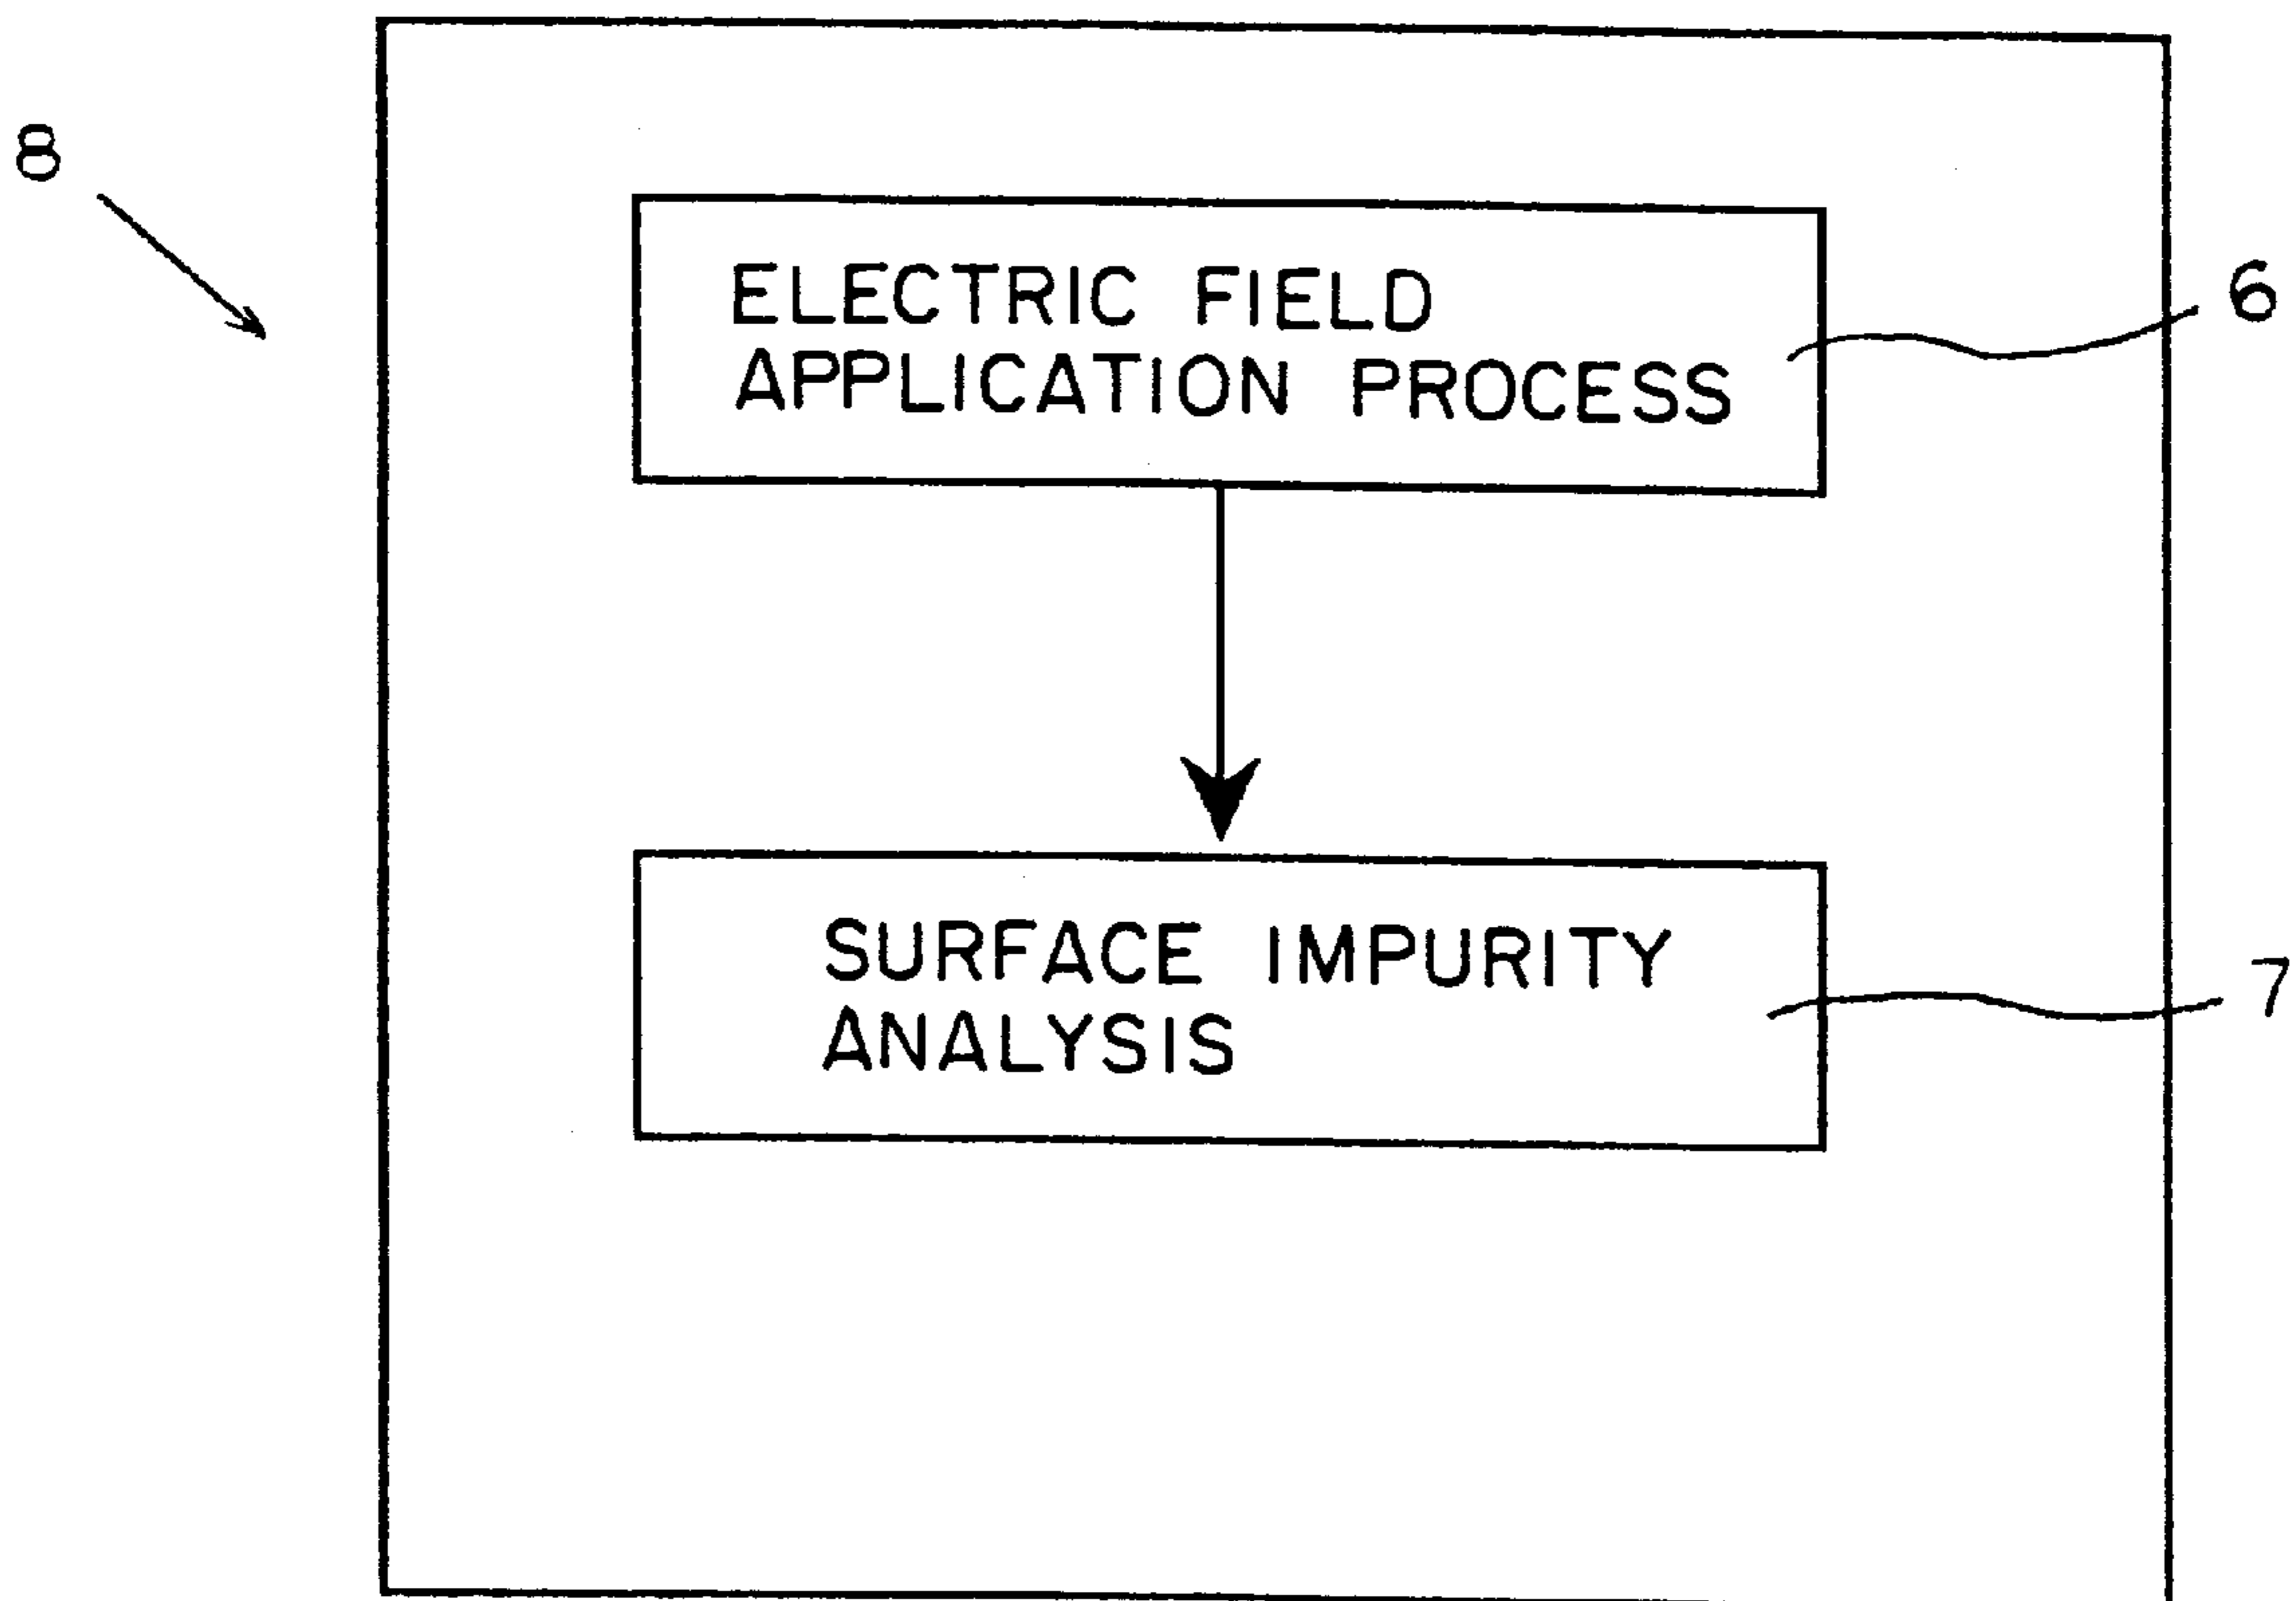 8
ELECTRIC FIELD
APPLICATION PROCESS
6
SURFACE IMPURITY
ANALYSIS
7